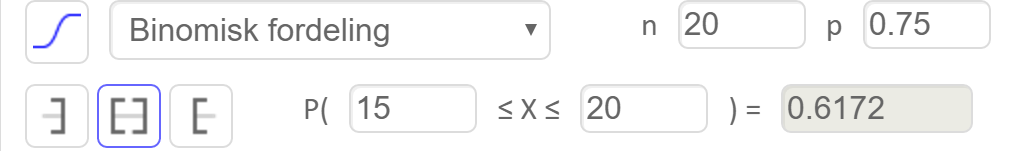 Binomisk fordeling n 20 p 0.75
P( 15 ≤ X ≤ 20 ) = 0.6172